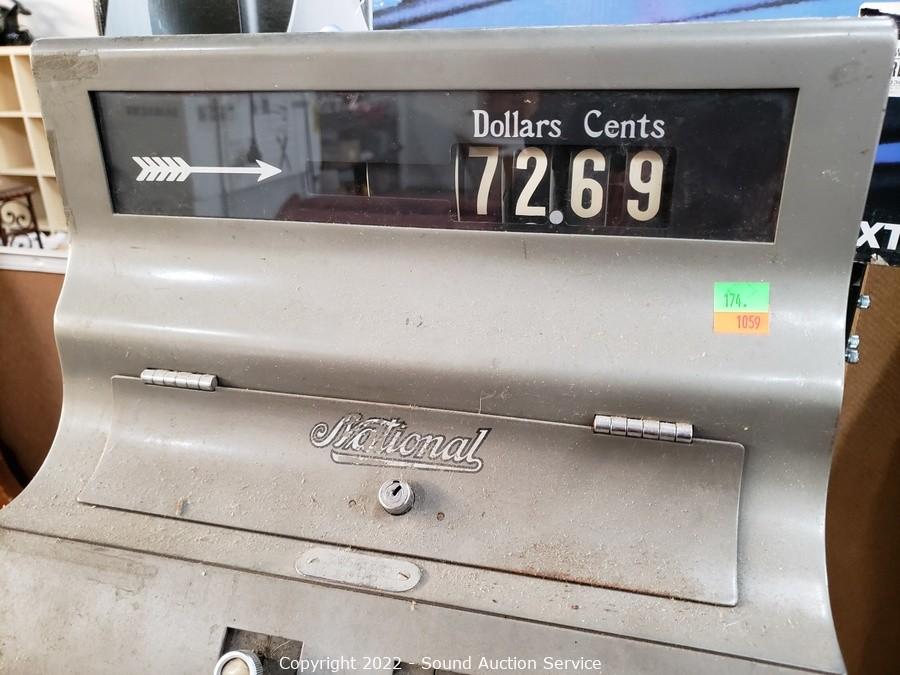 Dollars Cents
72.69
174.
1059
National
Copyright 2022 - Sound Auction Service